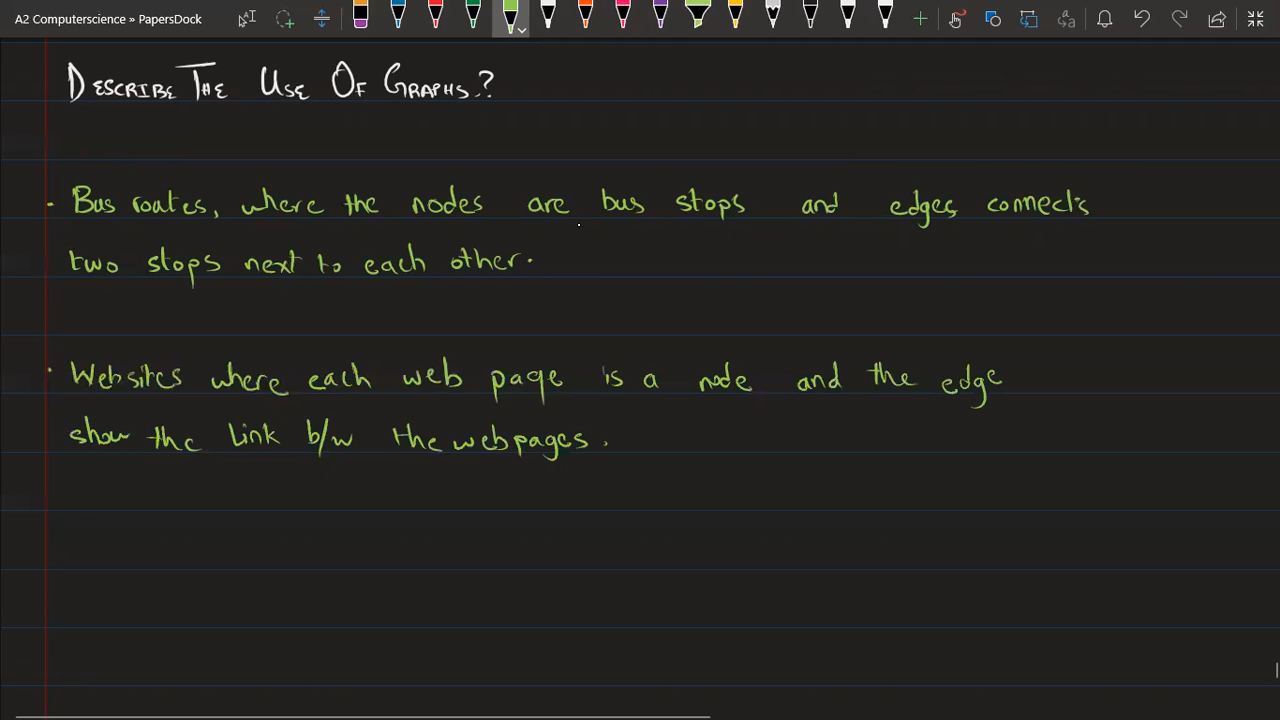 A2 Computerscience » PapersDock
DESCRIBE THE USE OF GRAPHS.?
· Bus routes, where the nodes are bus stops and edges connects
two stops next to each other.
· Websites where each web page is a node and the edge
show the link b/w the webpages.